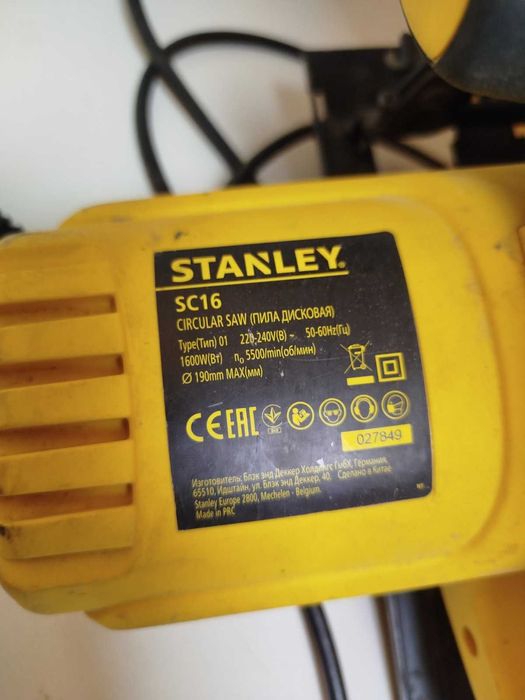 STANLEY
SC16
CIRCULAR SAW (ПИЛА ДИСКОВАЯ)
Type(Тип) 01 220-240V(В) ~ 50-60Hz(Гц)
1600W(Вт) n₀ 5500/min(об/мин)
Ø 190mm MAX(мм)
CE EAC
027849
Изготовитель: Блэк энд Деккер Холдингс ГмбХ, Германия,
65510, Идштайн, ул. Блэк энд Деккер, 40. Сделано в Китае
Stanley Europe 2800, Mechelen - Belgium.
Made in PRC